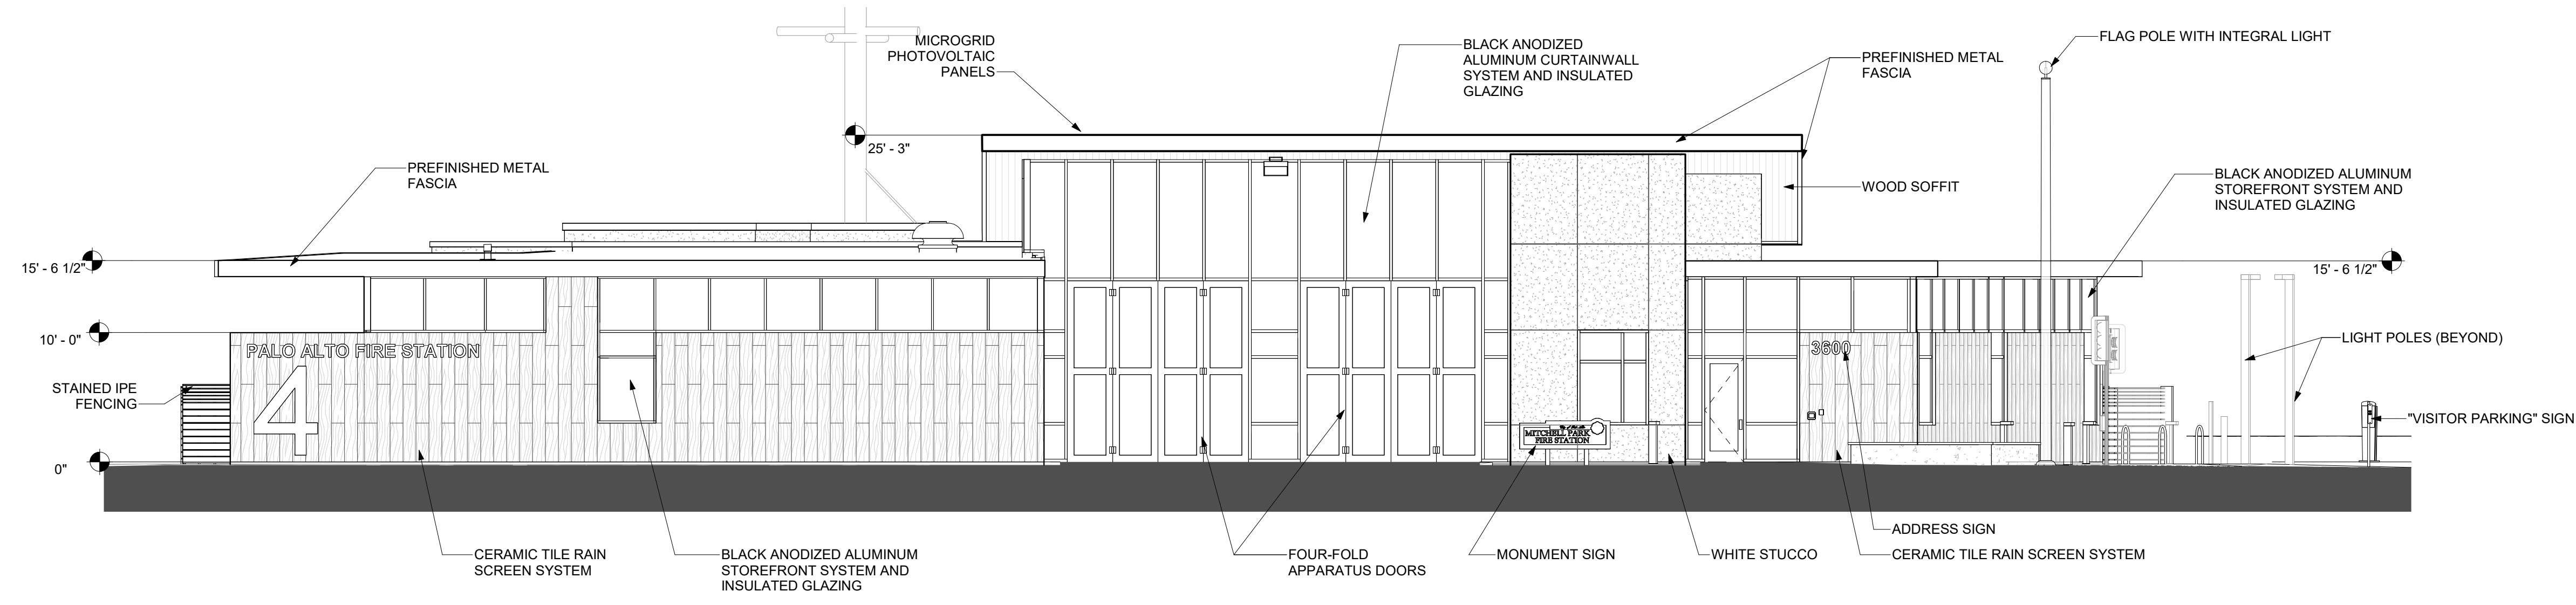 MICROGRID
PHOTOVOLTAIC
PANELS
BLACK ANODIZED
ALUMINUM CURTAINWALL
SYSTEM AND INSULATED
GLAZING
PREFINISHED METAL
FASCIA
FLAG POLE WITH INTEGRAL LIGHT
25' - 3"
PREFINISHED METAL
FASCIA
WOOD SOFFIT
BLACK ANODIZED ALUMINUM
STOREFRONT SYSTEM AND
INSULATED GLAZING
15' - 6 1/2"
15' - 6 1/2"
10' - 0"
PALO ALTO FIRE STATION
4
3600
LIGHT POLES (BEYOND)
STAINED IPE
FENCING
"VISITOR PARKING" SIGN
MITCHELL PARK
FIRE STATION
0"
ADDRESS SIGN
CERAMIC TILE RAIN
SCREEN SYSTEM
BLACK ANODIZED ALUMINUM
STOREFRONT SYSTEM AND
INSULATED GLAZING
FOUR-FOLD
APPARATUS DOORS
MONUMENT SIGN
WHITE STUCCO
CERAMIC TILE RAIN SCREEN SYSTEM